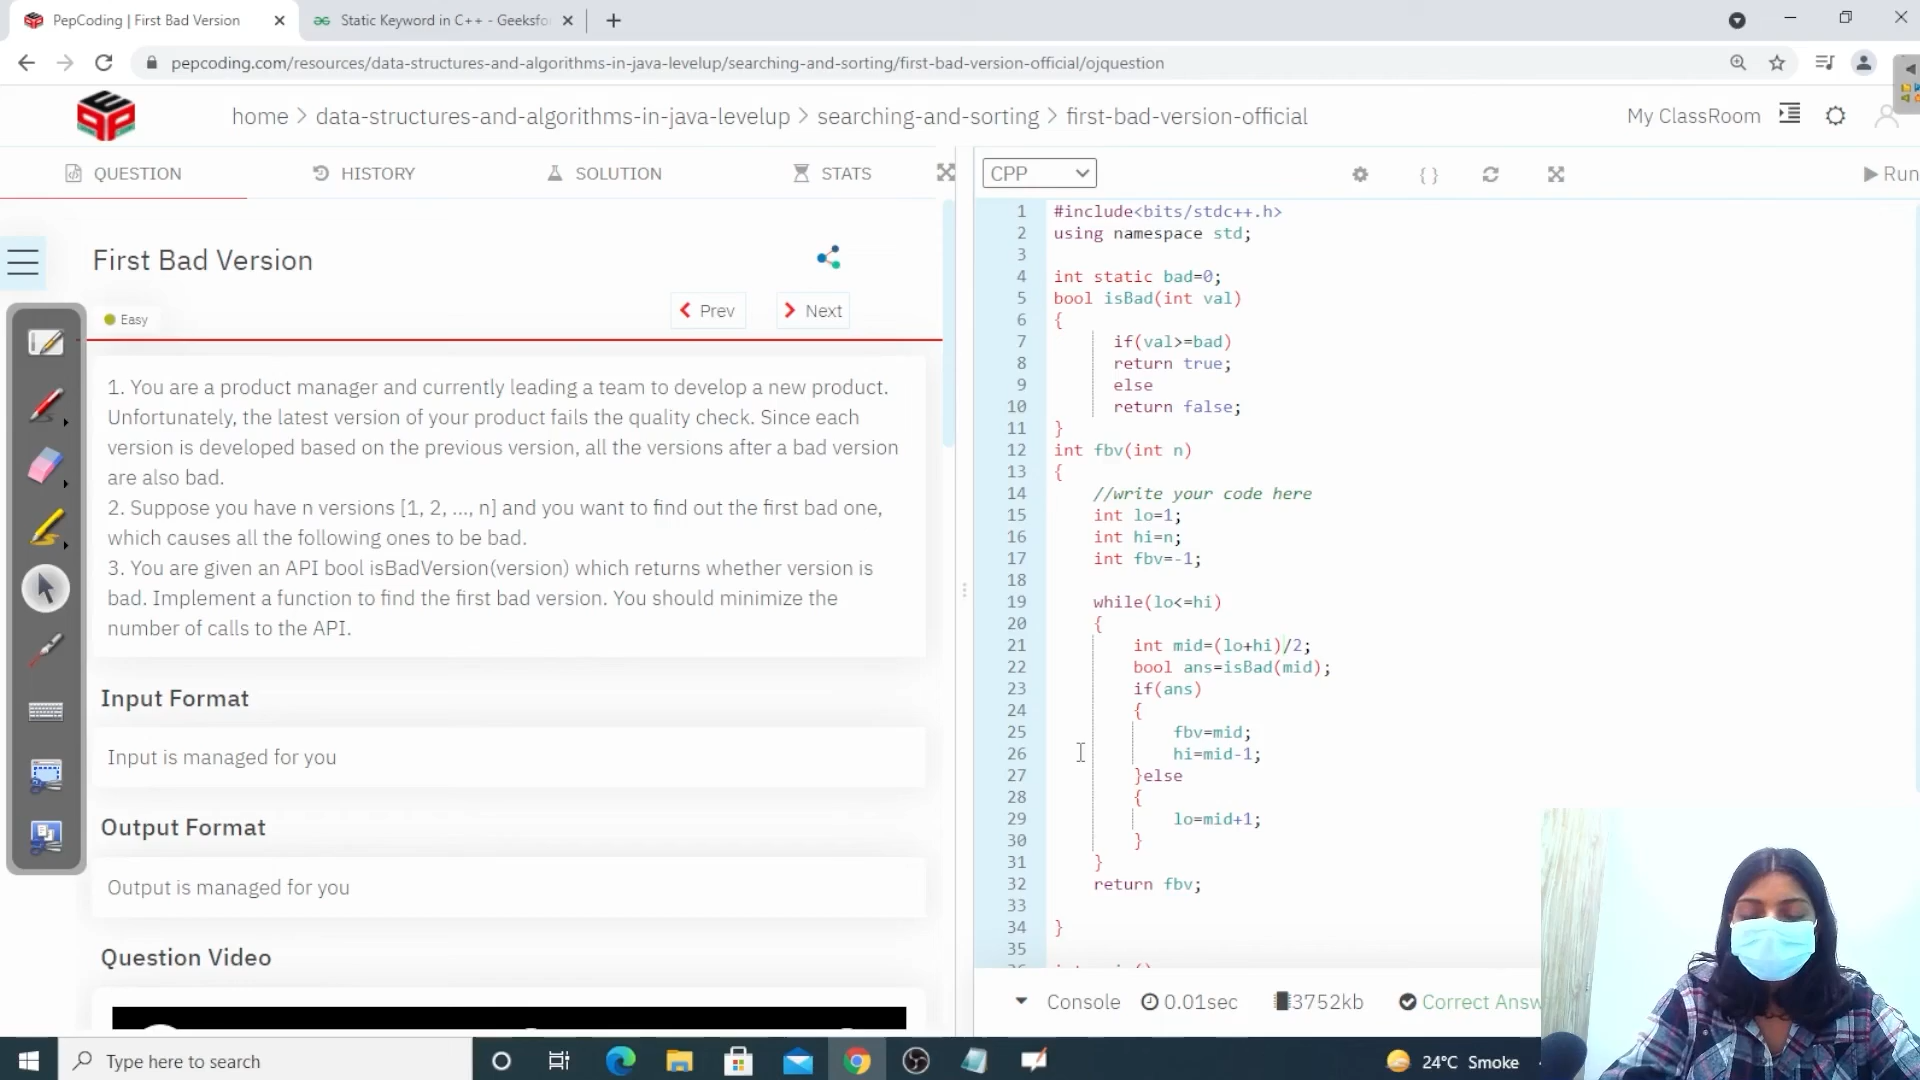 PepCoding | First Bad Version
Static Keyword in C++ - Geeksfo
pepcoding.com/resources/data-structures-and-algorithms-in-java-levelup/searching-and-sorting/first-bad-version-official/ojquestion
home > data-structures-and-algorithms-in-java-levelup > searching-and-sorting > first-bad-version-official
My ClassRoom
QUESTION
HISTORY
SOLUTION
STATS
CPP
{ }
Run
First Bad Version
Easy
Prev
Next
1. You are a product manager and currently leading a team to develop a new product.
Unfortunately, the latest version of your product fails the quality check. Since each
version is developed based on the previous version, all the versions after a bad version
are also bad.
2. Suppose you have n versions [1, 2, ..., n] and you want to find out the first bad one,
which causes all the following ones to be bad.
3. You are given an API bool isBadVersion(version) which returns whether version is
bad. Implement a function to find the first bad version. You should minimize the
number of calls to the API.
Input Format
Input is managed for you
Output Format
Output is managed for you
Question Video
1 #include<bits/stdc++.h>
2 using namespace std;
3
4 int static bad=0;
5 bool isBad(int val)
6 {
7 if(val>=bad)
8 return true;
9 else
10 return false;
11 }
12 int fbv(int n)
13 {
14 //write your code here
15 int lo=1;
16 int hi=n;
17 int fbv=-1;
18
19 while(lo<=hi)
20 {
21 int mid=(lo+hi)/2;
22 bool ans=isBad(mid);
23 if(ans)
24 {
25 fbv=mid;
26 hi=mid-1;
27 }else
28 {
29 lo=mid+1;
30 }
31 }
32 return fbv;
33
34 }
35
Console
0.01sec
3752kb
Correct Answ
Type here to search
24°C Smoke